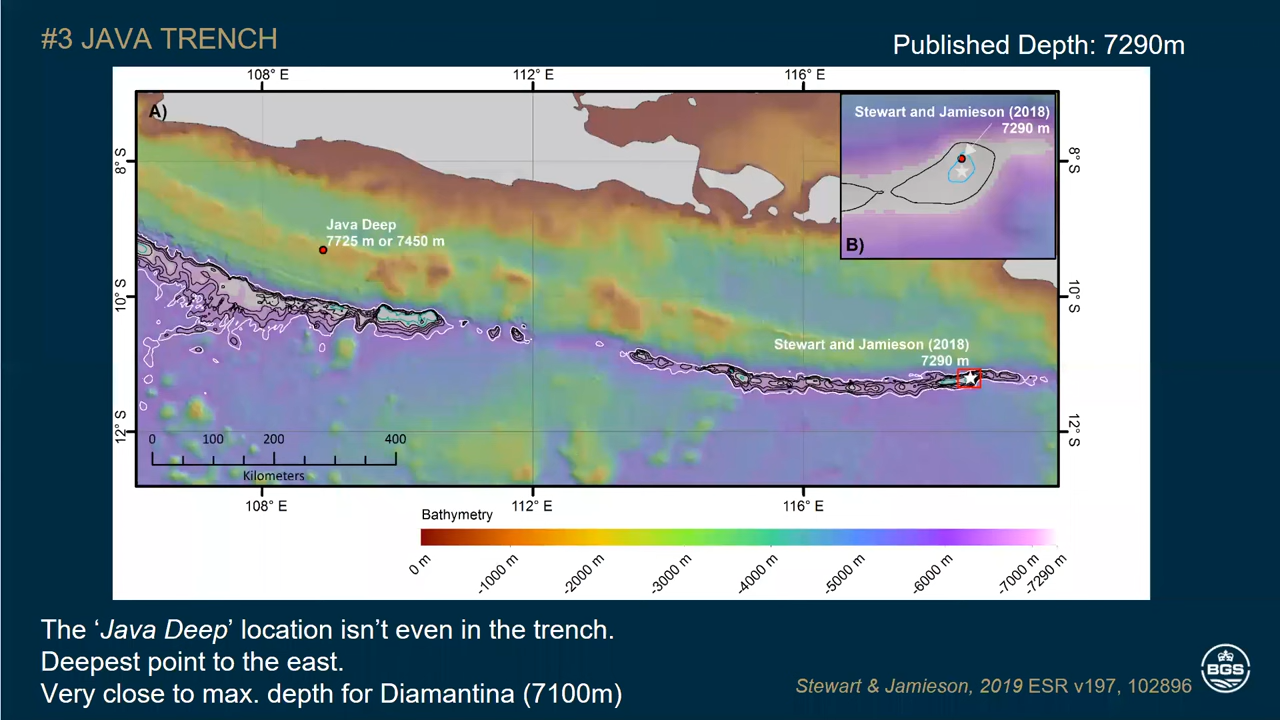 #3 JAVA TRENCH
Published Depth: 7290m
108° E
112° E
116° E
A)
Stewart and Jamieson (2018)
7290 m
8° S
8° S
B)
Java Deep
7725 m or 7450 m
10° S
10° S
Stewart and Jamieson (2018)
7290 m
12° S
12° S
0 100 200 400
Kilometers
108° E
112° E
116° E
Bathymetry
0 m
-1000 m
-2000 m
-3000 m
-4000 m
-5000 m
-6000 m
-7000 m
-7290 m
The ‘Java Deep’ location isn’t even in the trench.
Deepest point to the east.
Very close to max. depth for Diamantina (7100m)
Stewart & Jamieson, 2019 ESR v197, 102896
BGS